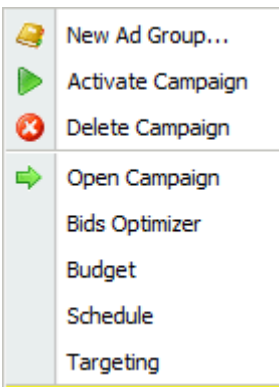 New Ad Group...
Activate Campaign
Delete Campaign
Open Campaign
Bids Optimizer
Budget
Schedule
Targeting